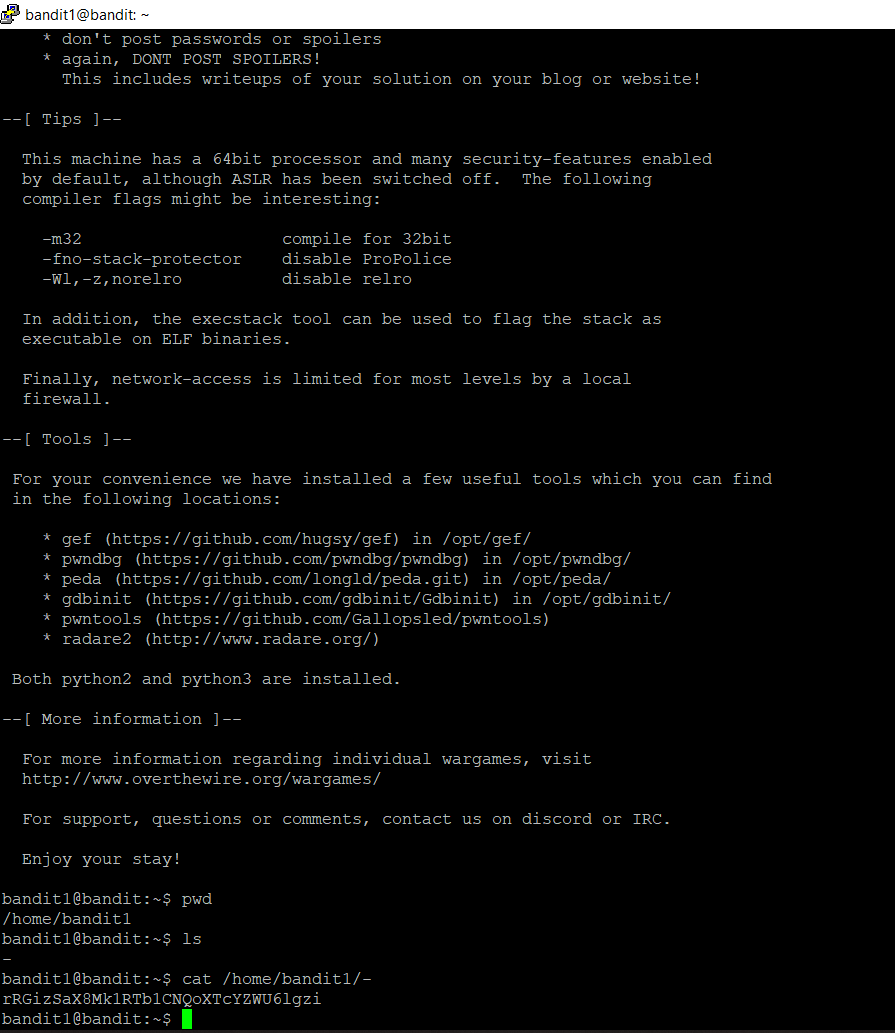 bandit1@bandit: ~
* don't post passwords or spoilers
* again, DONT POST SPOILERS!
This includes writeups of your solution on your blog or website!
--[ Tips ]--
This machine has a 64bit processor and many security-features enabled
by default, although ASLR has been switched off.  The following
compiler flags might be interesting:
-m32                    compile for 32bit
-fno-stack-protector    disable ProPolice
-Wl,-z,norelro          disable relro
In addition, the execstack tool can be used to flag the stack as
executable on ELF binaries.
Finally, network-access is limited for most levels by a local
firewall.
--[ Tools ]--
For your convenience we have installed a few useful tools which you can find
in the following locations:
* gef (https://github.com/hugsy/gef) in /opt/gef/
* pwndbg (https://github.com/pwndbg/pwndbg) in /opt/pwndbg/
* peda (https://github.com/longld/peda.git) in /opt/peda/
* gdbinit (https://github.com/gdbinit/Gdbinit) in /opt/gdbinit/
* pwntools (https://github.com/Gallopsled/pwntools)
* radare2 (http://www.radare.org/)
Both python2 and python3 are installed.
--[ More information ]--
For more information regarding individual wargames, visit
http://www.overthewire.org/wargames/
For support, questions or comments, contact us on discord or IRC.
Enjoy your stay!
bandit1@bandit:~$ pwd
/home/bandit1
bandit1@bandit:~$ ls
-
bandit1@bandit:~$ cat /home/bandit1/-
rRGizSaX8Mk1RTb1CNQoXTcYZWU6lgzi
bandit1@bandit:~$